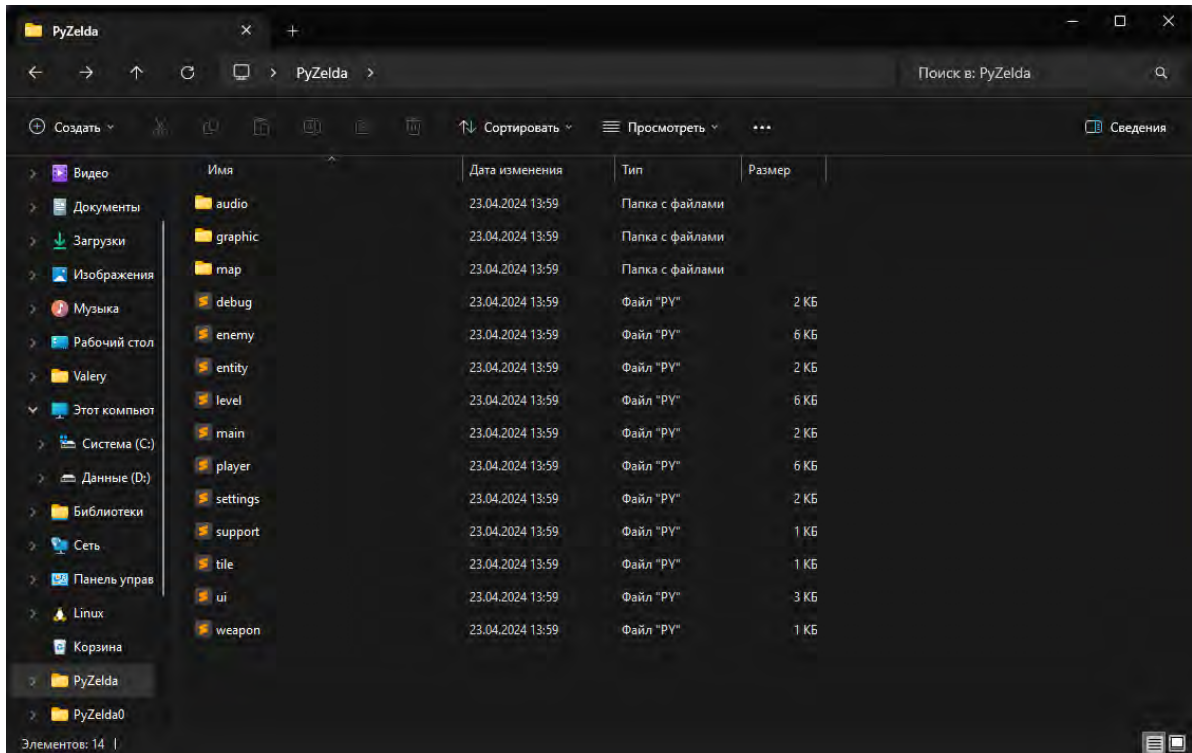 PyZelda
PyZelda
Поиск в: PyZelda
Создать
Сортировать
Просмотреть
Сведения
Имя Дата изменения Тип Размер
Видео
Документы
Загрузки
Изображения
Музыка
Рабочий стол
Valery
Этот компьют
Система (C:)
Данные (D:)
Библиотеки
Сеть
Панель управ
Linux
Корзина
PyZelda
PyZelda0
audio 23.04.2024 13:59 Папка с файлами
graphic 23.04.2024 13:59 Папка с файлами
map 23.04.2024 13:59 Папка с файлами
debug 23.04.2024 13:59 Файл "PY" 2 КБ
enemy 23.04.2024 13:59 Файл "PY" 6 КБ
entity 23.04.2024 13:59 Файл "PY" 2 КБ
level 23.04.2024 13:59 Файл "PY" 6 КБ
main 23.04.2024 13:59 Файл "PY" 2 КБ
player 23.04.2024 13:59 Файл "PY" 6 КБ
settings 23.04.2024 13:59 Файл "PY" 2 КБ
support 23.04.2024 13:59 Файл "PY" 1 КБ
tile 23.04.2024 13:59 Файл "PY" 1 КБ
ui 23.04.2024 13:59 Файл "PY" 3 КБ
weapon 23.04.2024 13:59 Файл "PY" 1 КБ
Элементов: 14